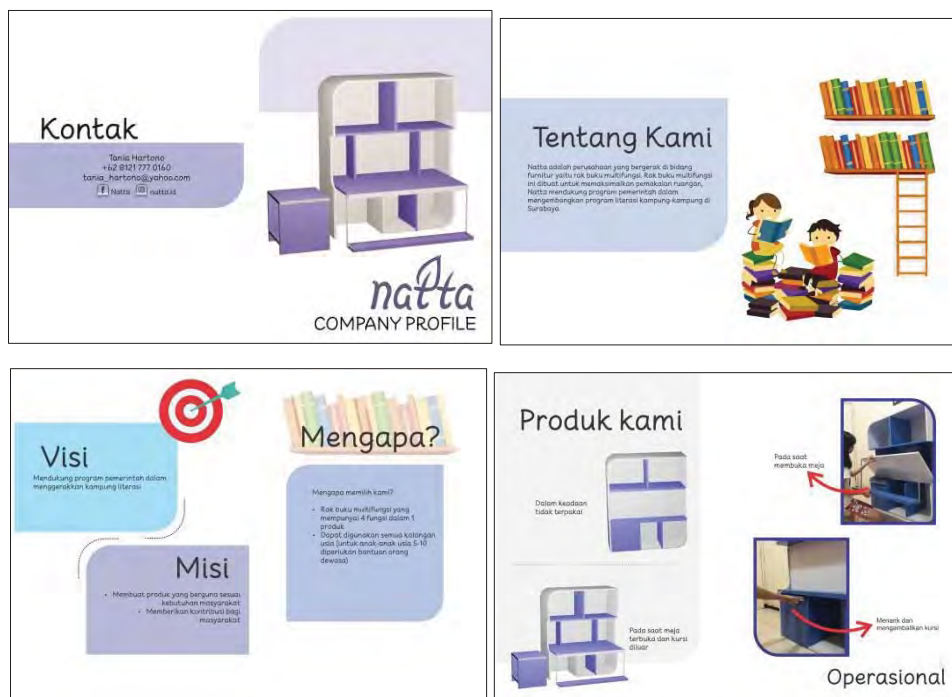 Kontak
Tania Hartono
+62 8121 777 0160
tania_hartono@yahoo.com
Natta natta.id
natta
COMPANY PROFILE
Tentang Kami
Natta adalah perusahaan yang bergerak di bidang
furnitur yaitu rak buku multifungsi. Rak buku multifungsi
ini dibuat untuk memaksimalkan pemakaian ruangan,
Natta mendukung program pemerintah dalam
mengembangkan program literasi kampung-kampung di
Surabaya
Visi
Mendukung program pemerintah dalam
menggerakkan kampung literasi
Misi
• Membuat produk yang berguna sesuai
kebutuhan masyarakat
• Memberikan kontribusi bagi
masyarakat
Mengapa?
Mengapa memilih kami?
• Rak buku multifungsi yang
mempunyai 4 fungsi dalam 1
produk
• Dapat digunakan semua kalangan
usia (untuk anak-anak usia 5-10
diperlukan bantuan orang
dewasa)
Produk kami
Dalam keadaan
tidak terpakai
Pada saat meja
terbuka dan kursi
diluar
Pada saat
membuka meja
Menarik dan
mengembalikan kursi
Operasional